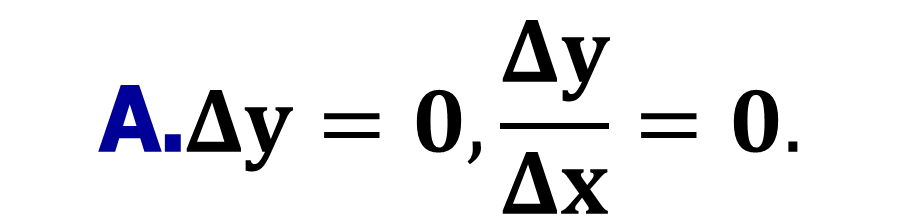 A.Δy = 0, Δy/Δx = 0.